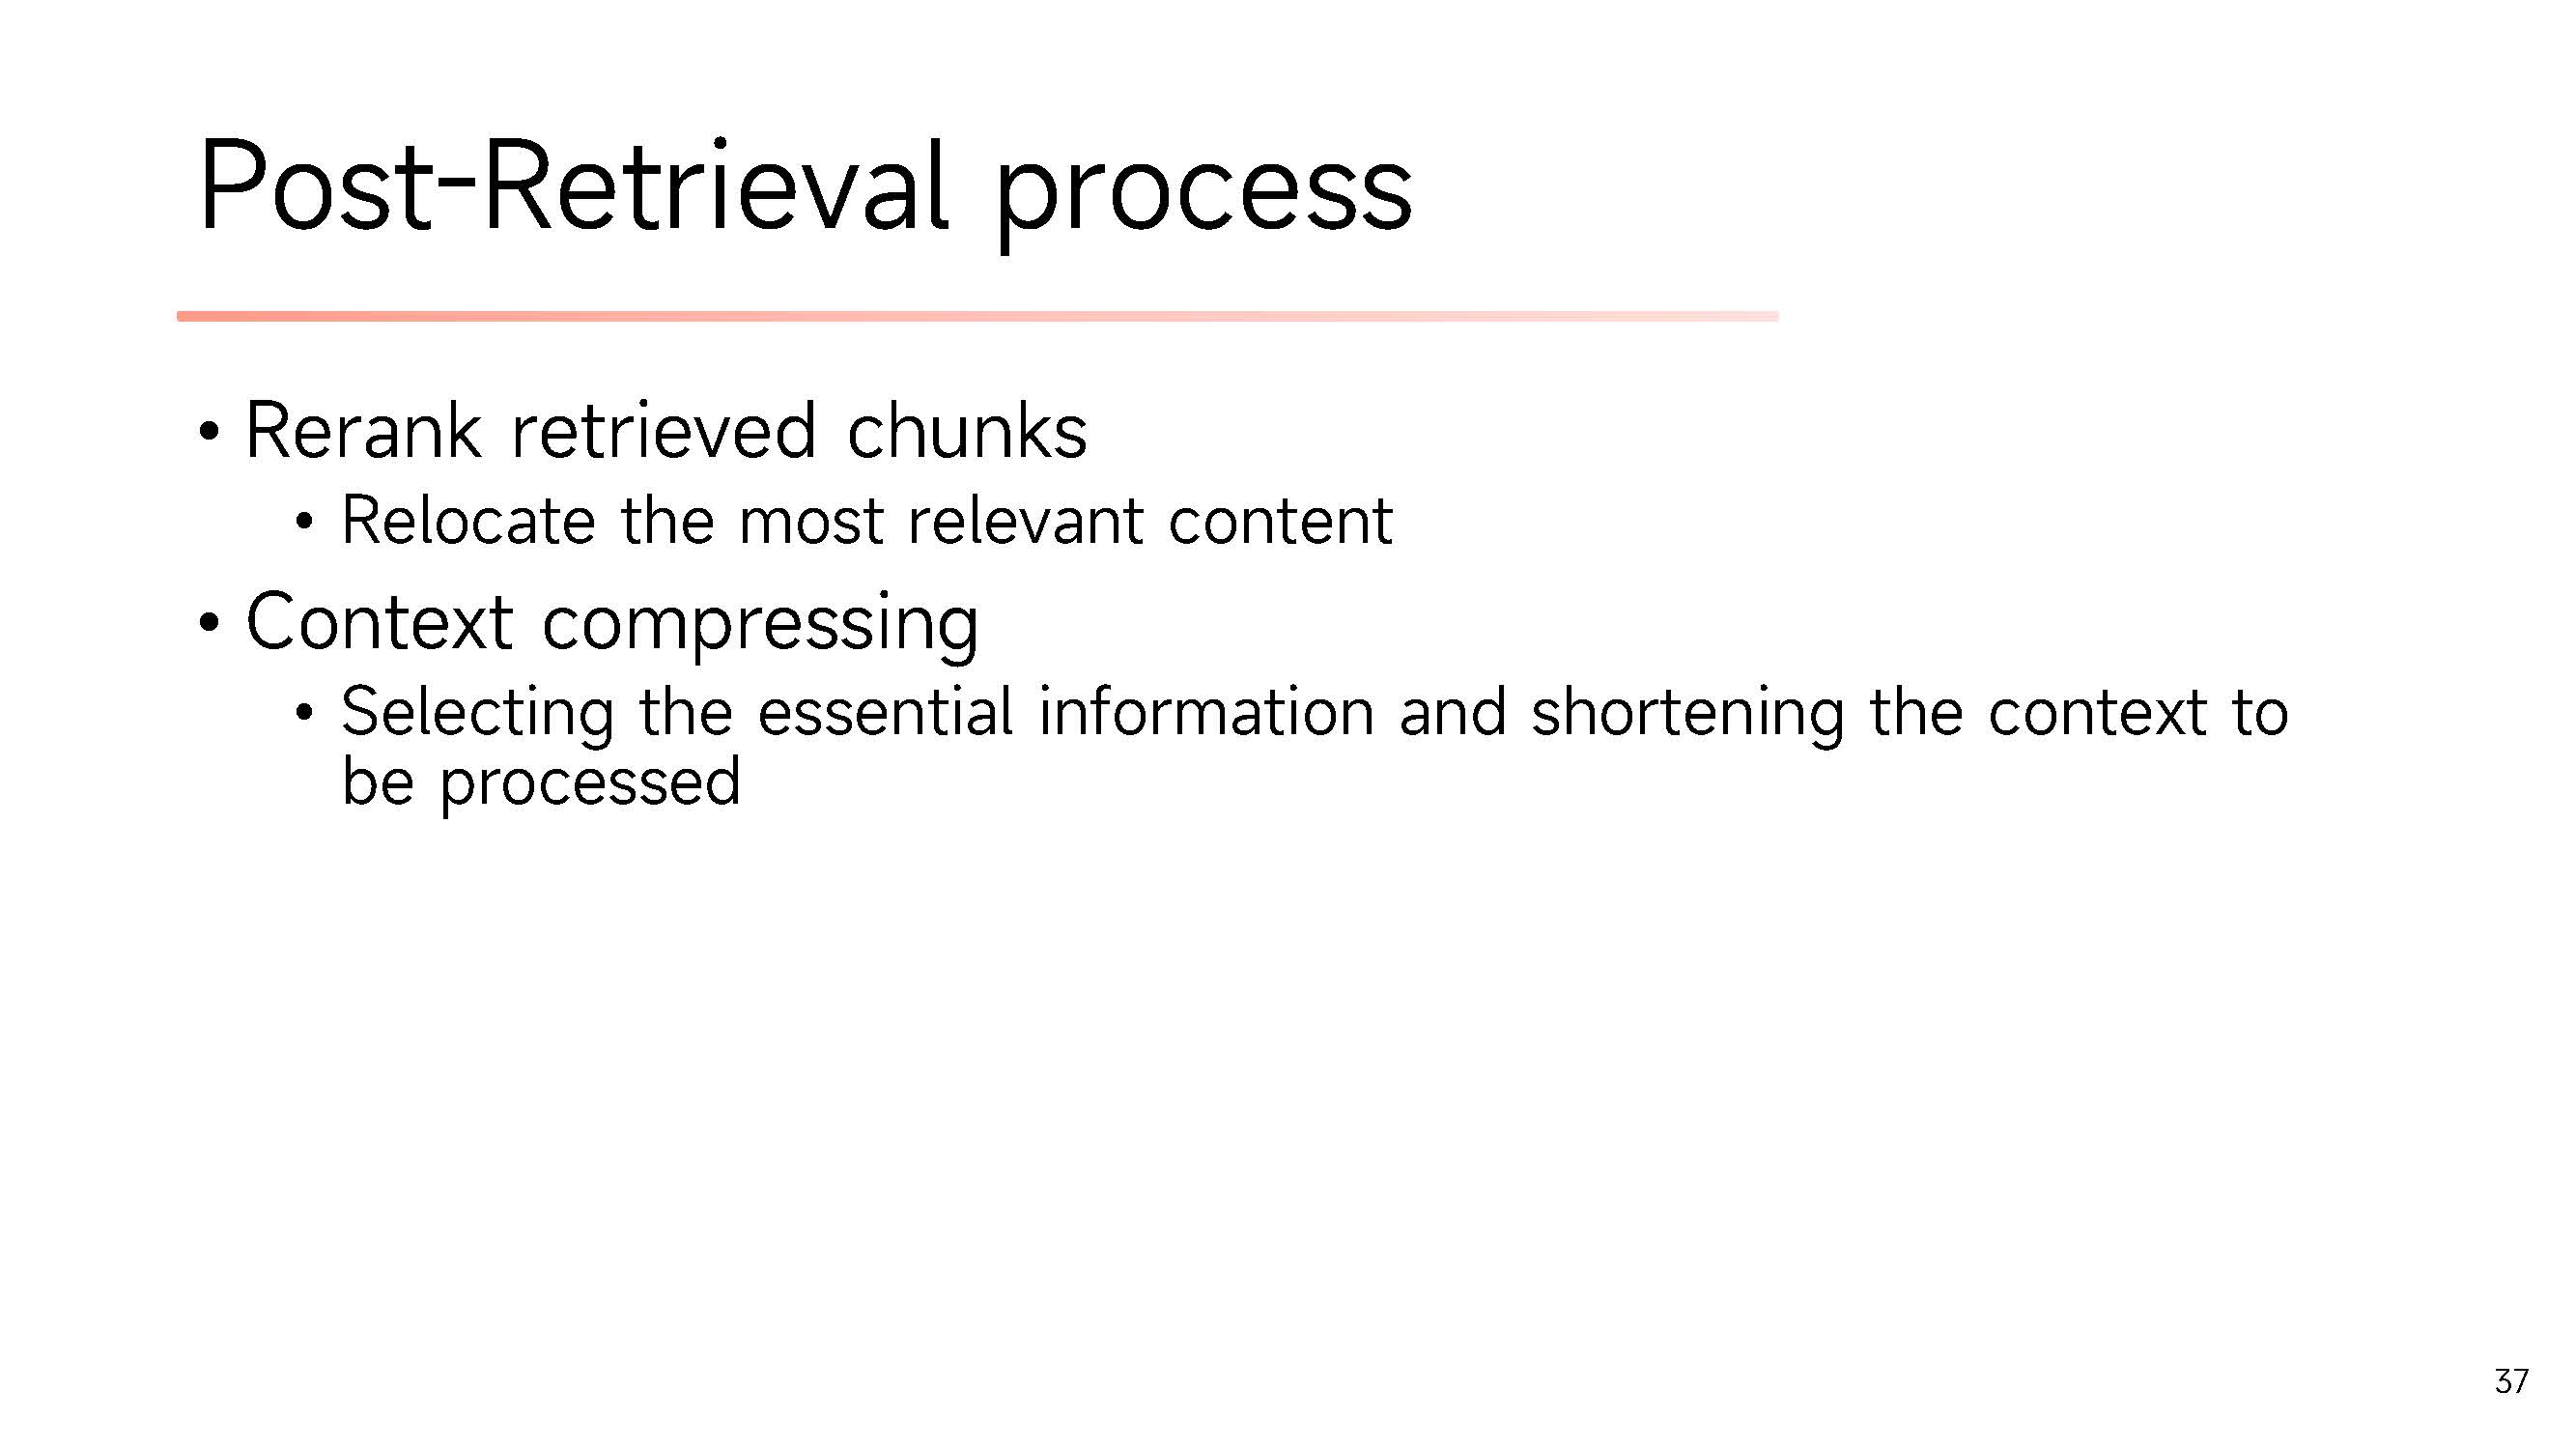 Post-Retrieval process
• Rerank retrieved chunks
• Relocate the most relevant content
• Context compressing
• Selecting the essential information and shortening the context to
be processed
37